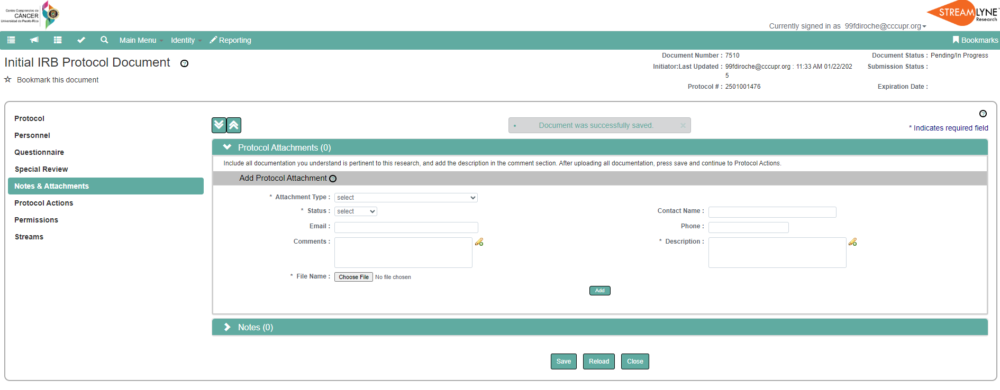 Centro Comprensivo de
CÁNCER
Universidad de Puerto Rico
STREAMLYNE
Research
Currently signed in as 99fdiroche@cccupr.org
Main Menu Identity Reporting Bookmarks
Initial IRB Protocol Document
Bookmark this document
Document Number : 7510 Document Status : Pending/In Progress
Initiator:Last Updated : 99fdiroche@cccupr.org : 11:33 AM 01/22/202 Submission Status :
5
Protocol # : 2501001476 Expiration Date :
Protocol
Personnel
Questionnaire
Special Review
Notes & Attachments
Protocol Actions
Permissions
Streams
Document was successfully saved.
* Indicates required field
Protocol Attachments (0)
Include all documentation you understand is pertinent to this research, and add the description in the comment section. After uploading all documentation, press save and continue to Protocol Actions.
Add Protocol Attachment
* Attachment Type : select
* Status : select Contact Name :
Email : Phone :
Comments : * Description :
* File Name : Choose File No file chosen
Add
Notes (0)
Save Reload Close